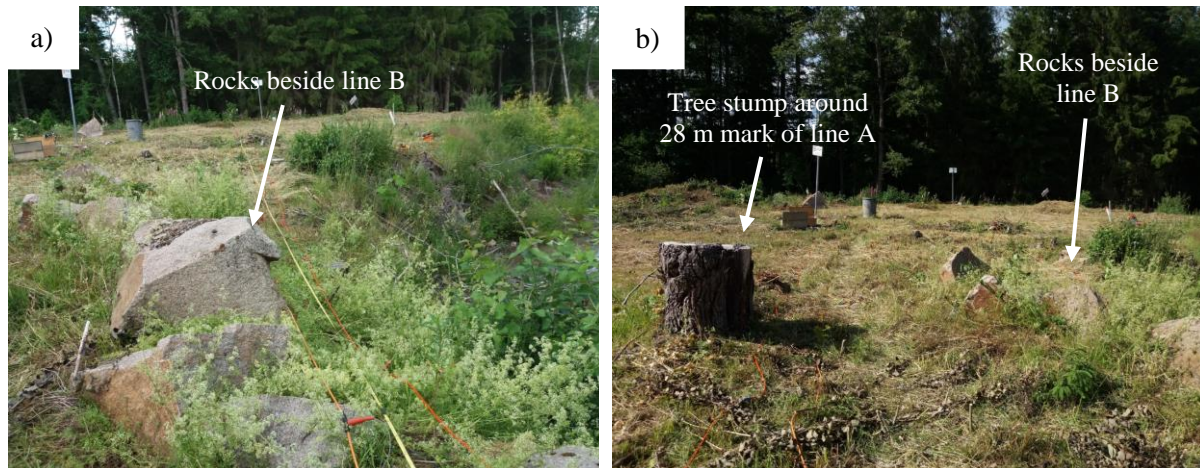 a)
Rocks beside line B
b)
Tree stump around
28 m mark of line A
Rocks beside
line B